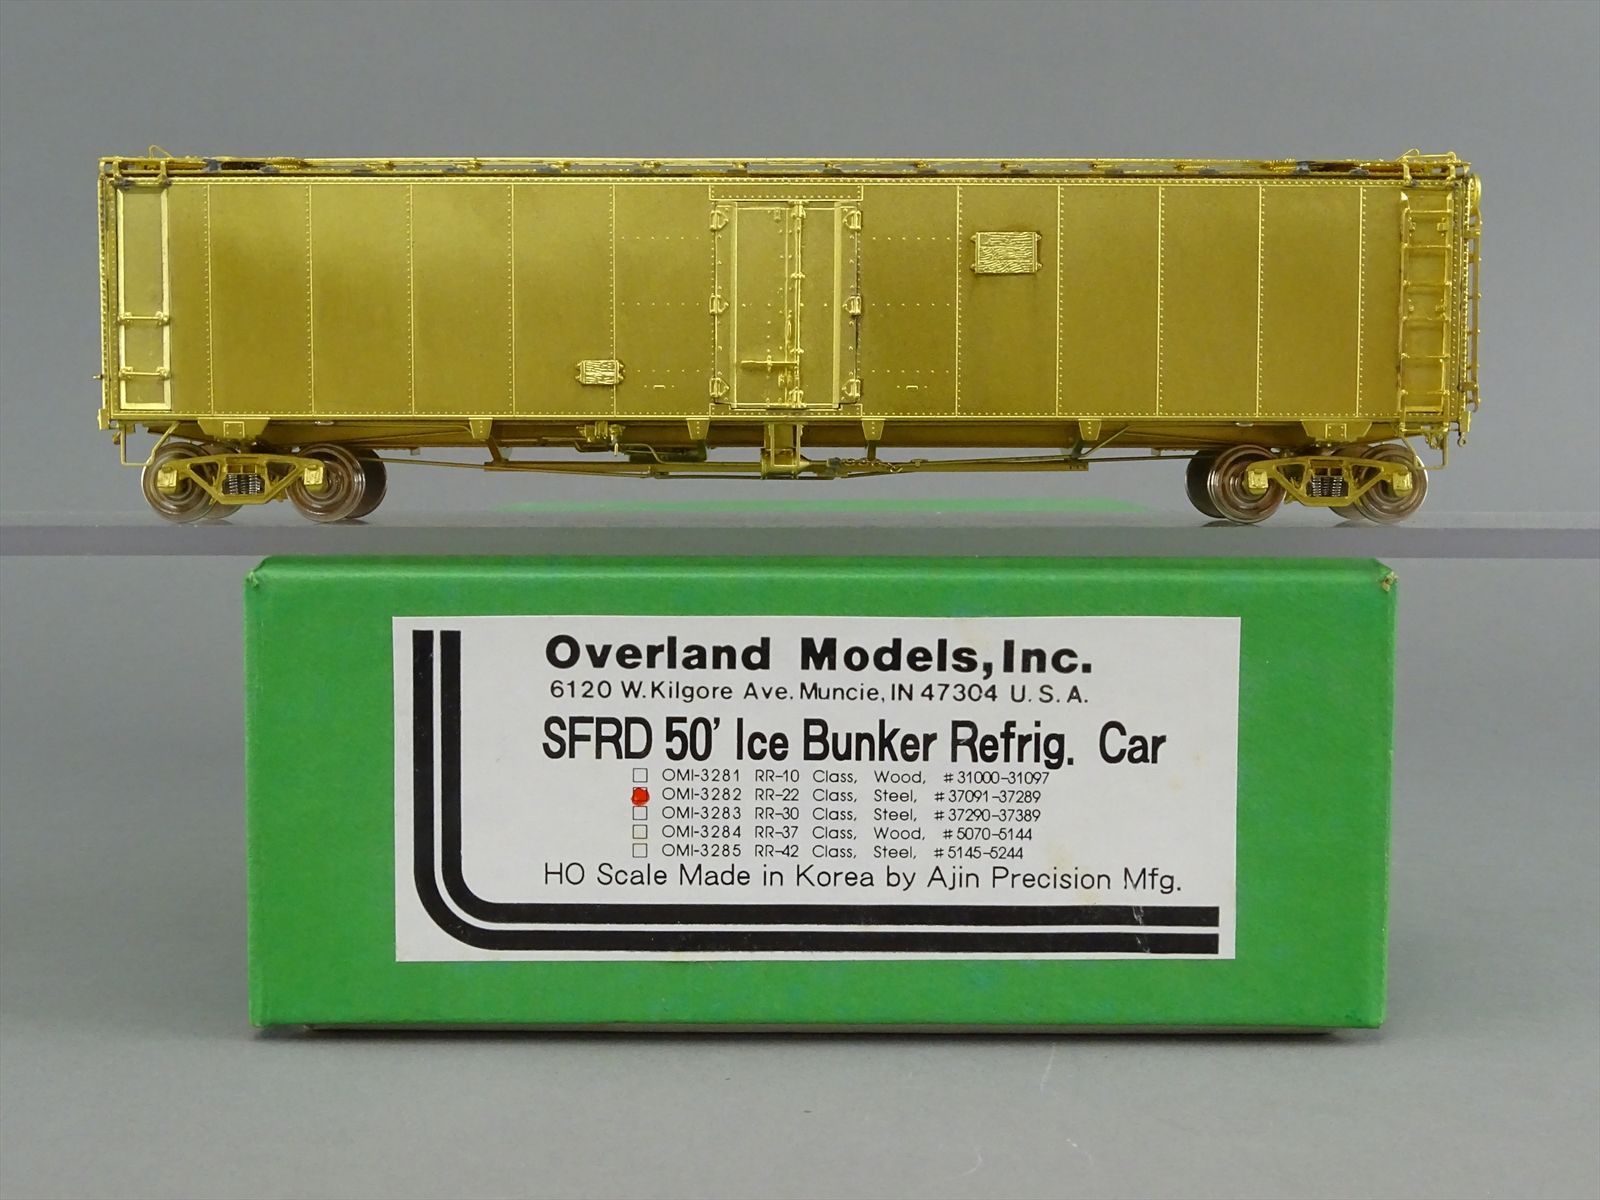 Overland Models, Inc.
6120 W. Kilgore Ave. Muncie, IN 47304 U.S.A.
SFRD 50' Ice Bunker Refrig. Car
OMI-3281 RR-10 Class, Wood, #31000-31097
OMI-3282 RR-22 Class, Steel, #37091-37289
OMI-3283 RR-30 Class, Steel, #37290-37389
OMI-3284 RR-37 Class, Wood, #5070-5144
OMI-3285 RR-42 Class, Steel, #5145-5244
HO Scale Made in Korea by Ajin Precision Mfg.